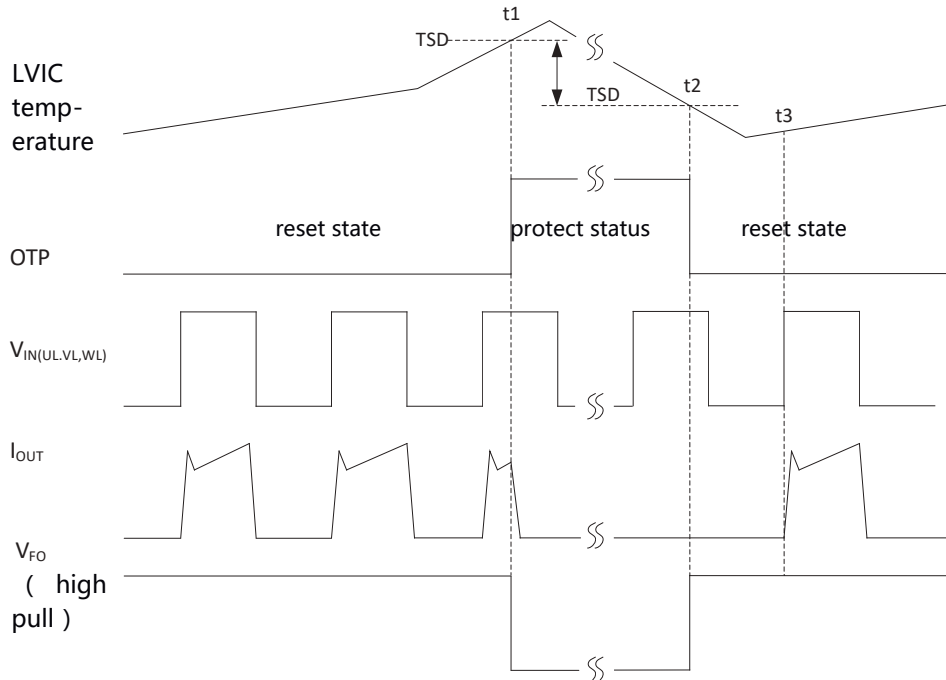 t1
TSD
LVIC
temp-
erature
TSD
t2
t3
reset state
protect status
reset state
OTP
VIN(UL.VL,WL)
IOUT
VFO
( high
pull )